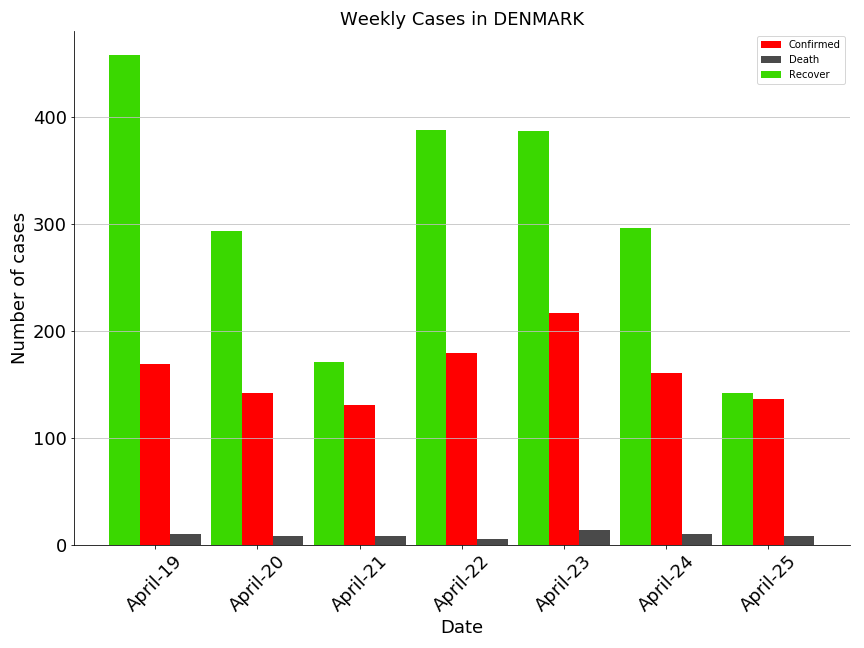 Weekly Cases in DENMARK
Confirmed
Death
Recover
Number of cases
400
300
200
100
0
April-19
April-20
April-21
April-22
April-23
April-24
April-25
Date